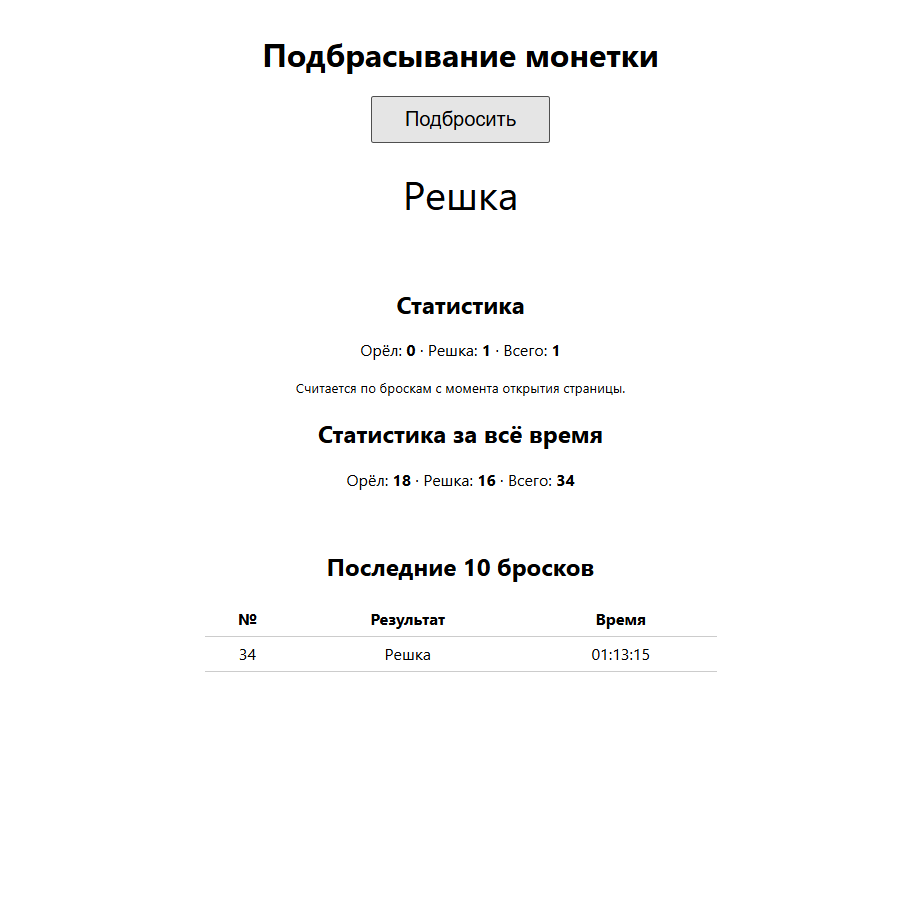 Подбрасывание монетки
Подбросить
Решка
Статистика
Орёл: 0 · Решка: 1 · Всего: 1
Считается по броскам с момента открытия страницы.
Статистика за всё время
Орёл: 18 · Решка: 16 · Всего: 34
Последние 10 бросков
№ Результат Время
34 Решка 01:13:15